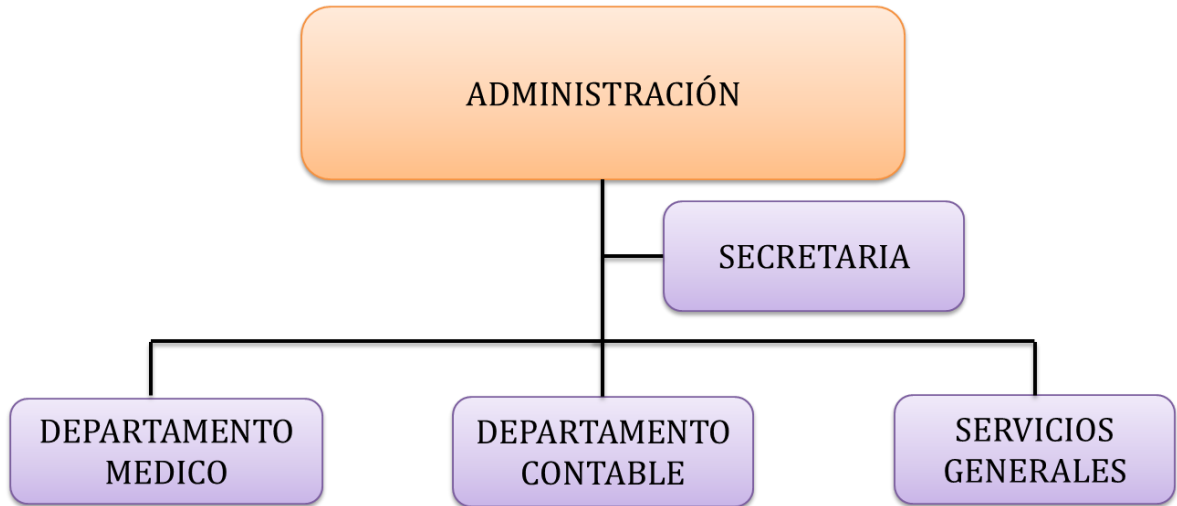 ADMINISTRACIÓN
SECRETARIA
DEPARTAMENTO
MEDICO
DEPARTAMENTO
CONTABLE
SERVICIOS
GENERALES